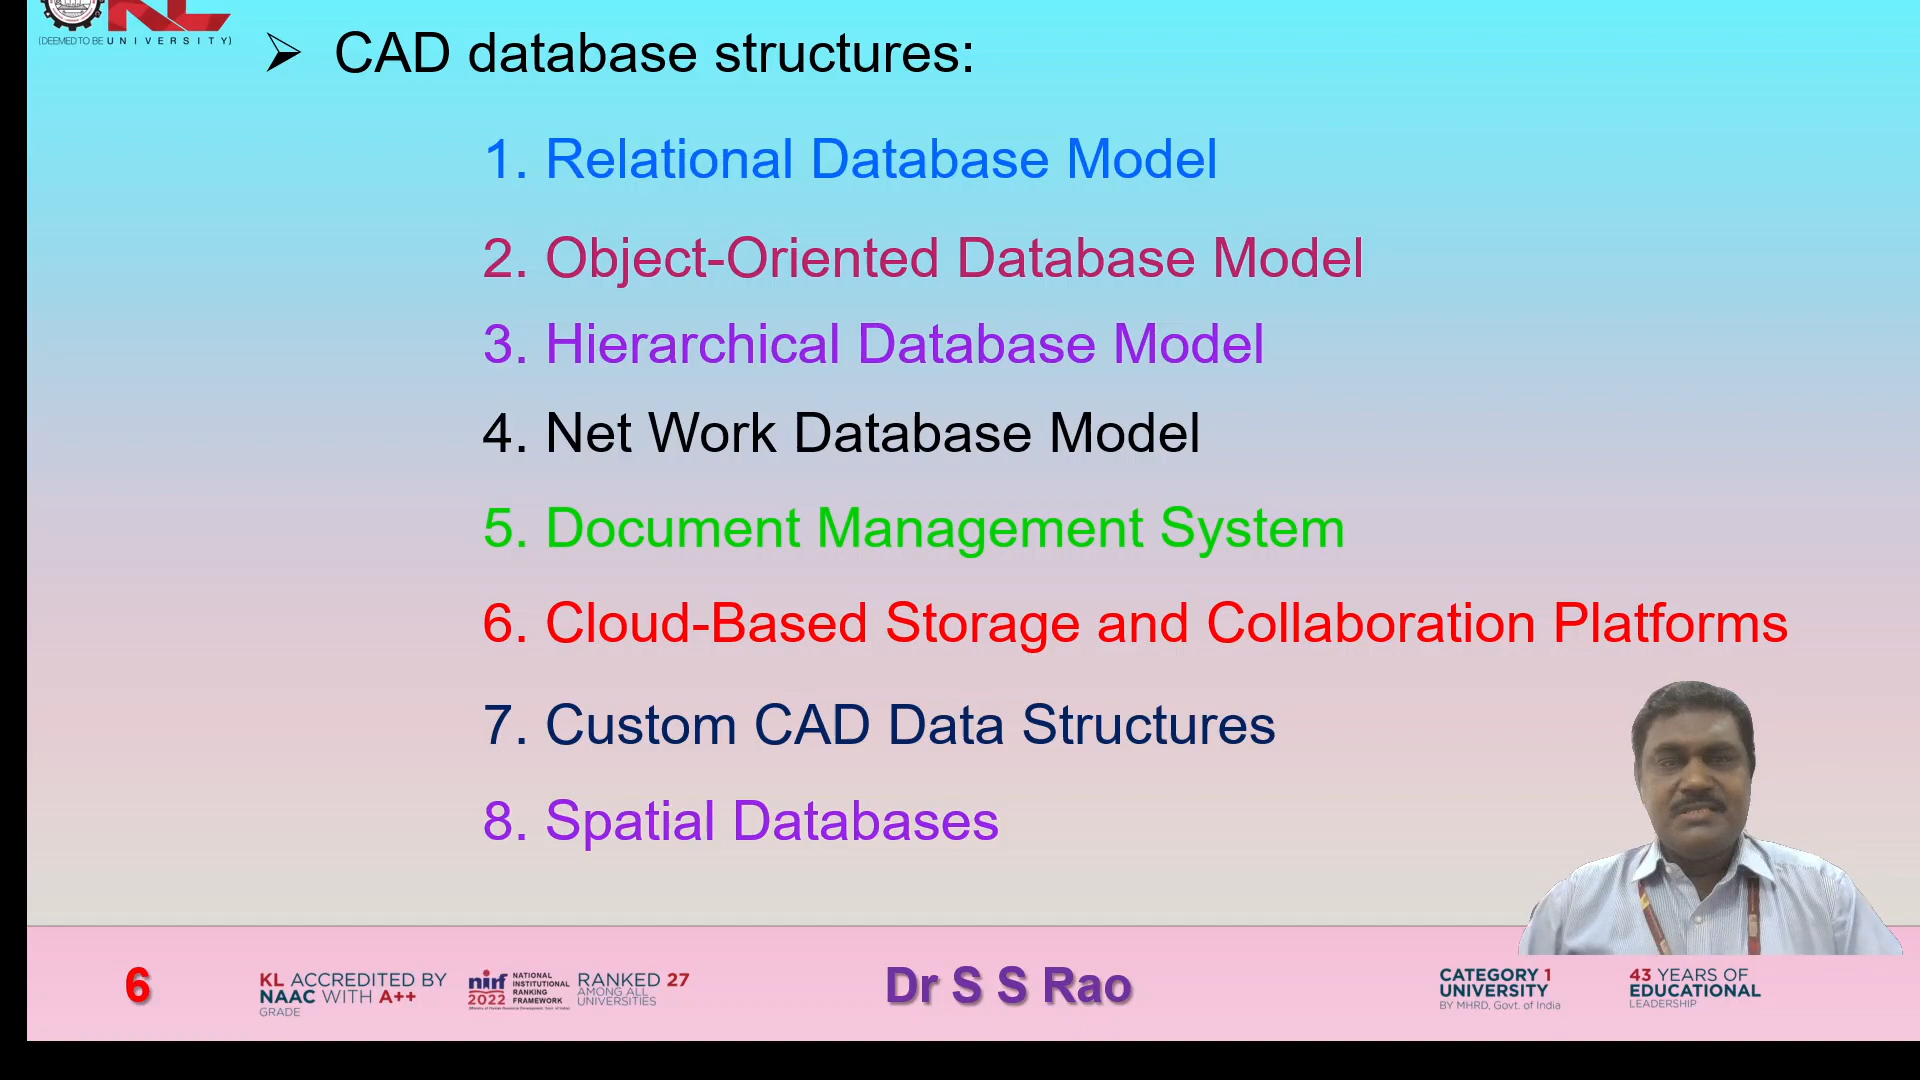 (DEEMED TO BE UNIVERSITY)
➢ CAD database structures:
1. Relational Database Model
2. Object-Oriented Database Model
3. Hierarchical Database Model
4. Net Work Database Model
5. Document Management System
6. Cloud-Based Storage and Collaboration Platforms
7. Custom CAD Data Structures
8. Spatial Databases
6
KL ACCREDITED BY
NAAC WITH A++
GRADE
nirf
2022
NATIONAL
INSTITUTIONAL
RANKING
FRAMEWORK
RANKED 27
AMONG ALL
UNIVERSITIES
Dr S S Rao
CATEGORY 1
UNIVERSITY
BY MHRD, Govt. of India
43 YEARS OF
EDUCATIONAL
LEADERSHIP